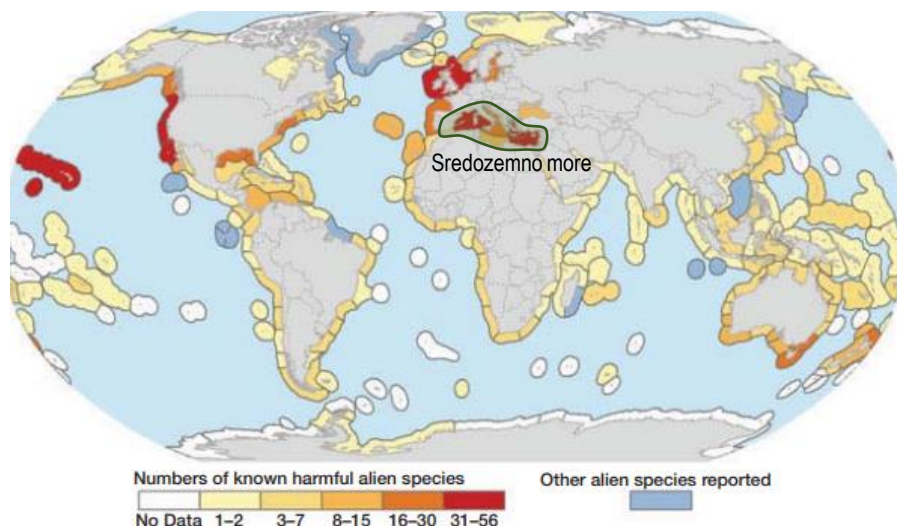 Sredozemno more
Numbers of known harmful alien species
No Data 1–2 3–7 8–15 16–30 31–56
Other alien species reported